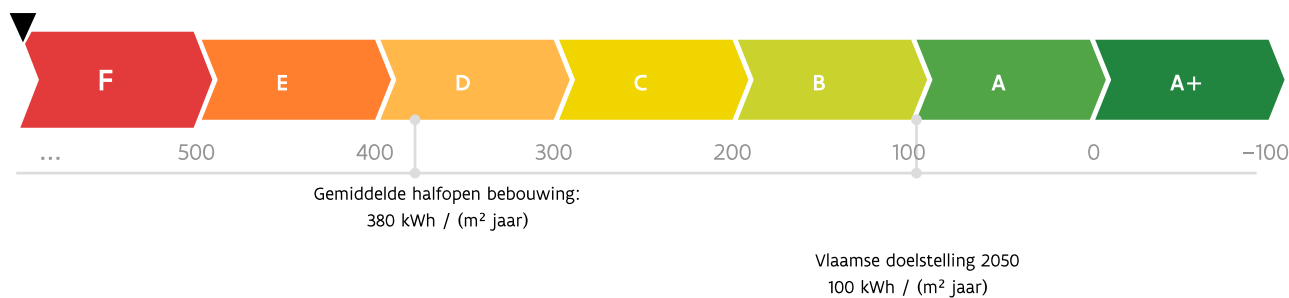 F E D C B A A+
... 500 400 300 200 100 0 −100
Gemiddelde halfopen bebouwing:
380 kWh / (m² jaar)
Vlaamse doelstelling 2050
100 kWh / (m² jaar)